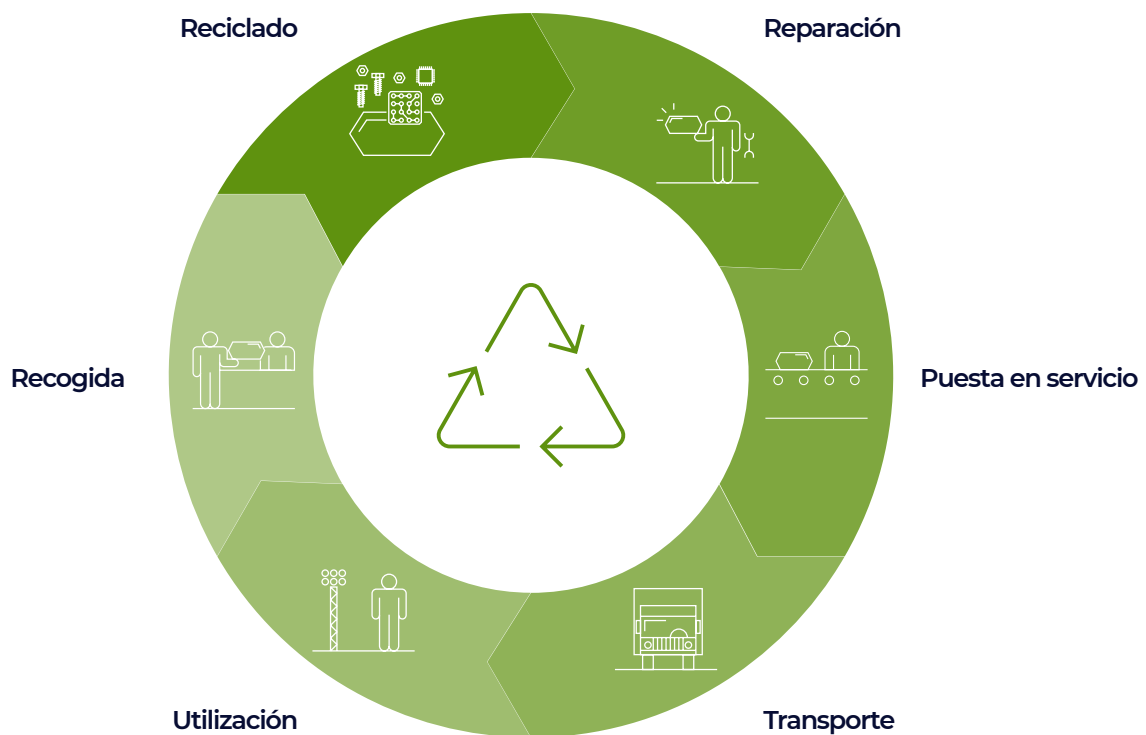 Reciclado
Reparación
Recogida
Puesta en servicio
Utilización
Transporte